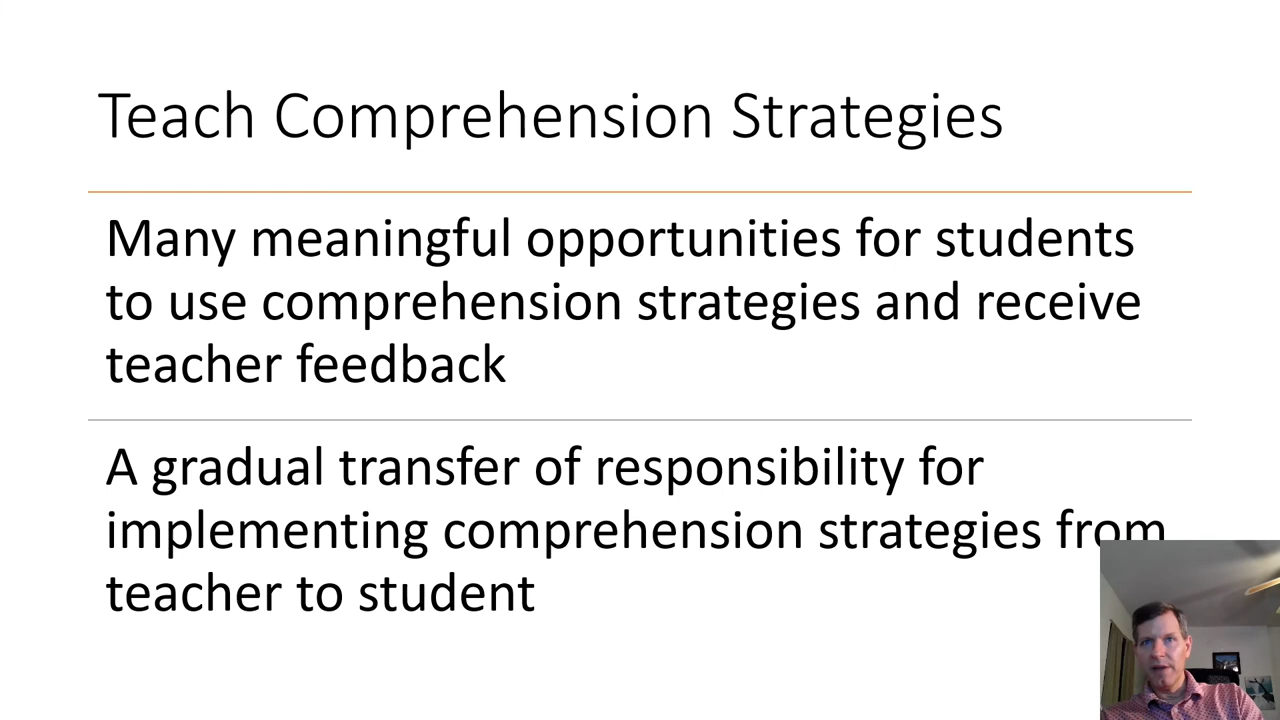 Teach Comprehension Strategies
Many meaningful opportunities for students
to use comprehension strategies and receive
teacher feedback
A gradual transfer of responsibility for
implementing comprehension strategies from
teacher to student